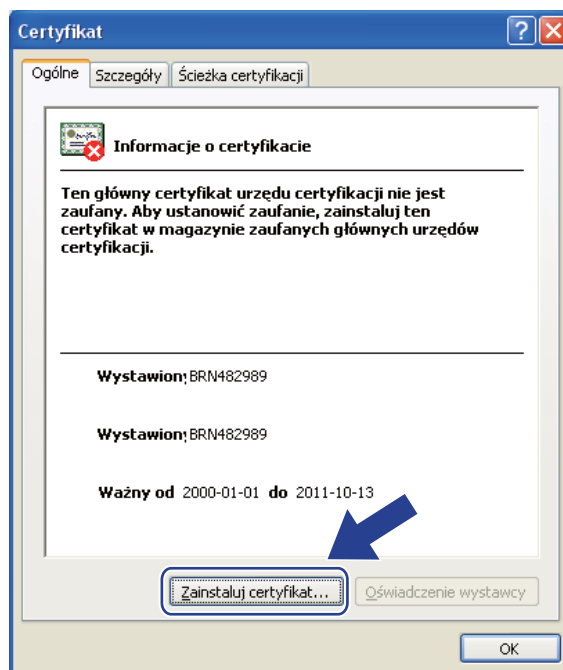 Certyfikat
Ogólne Szczegóły Ścieżka certyfikacji
Informacje o certyfikacie
Ten główny certyfikat urzędu certyfikacji nie jest
zaufany. Aby ustanowić zaufanie, zainstaluj ten
certyfikat w magazynie zaufanych głównych urzędów
certyfikacji.
Wystawiony BRN482989
Wystawiony BRN482989
Ważny od 2000-01-01 do 2011-10-13
Zainstaluj certyfikat... Oświadczenie wystawcy
OK